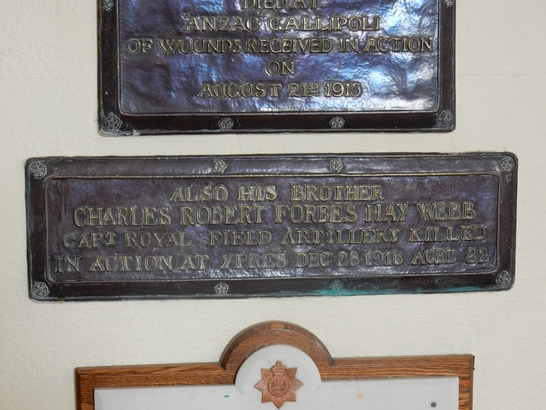 DIED AT
ANZAC GALLIPOLI
OF WOUNDS RECEIVED IN ACTION
ON
AUGUST 21ST 1915
ALSO HIS BROTHER
CHARLES ROBERT FORBES HAY WEBB
CAPT ROYAL FIELD ARTILLERY KILLED
IN ACTION AT YPRES DEC 28 1916 AGED 22